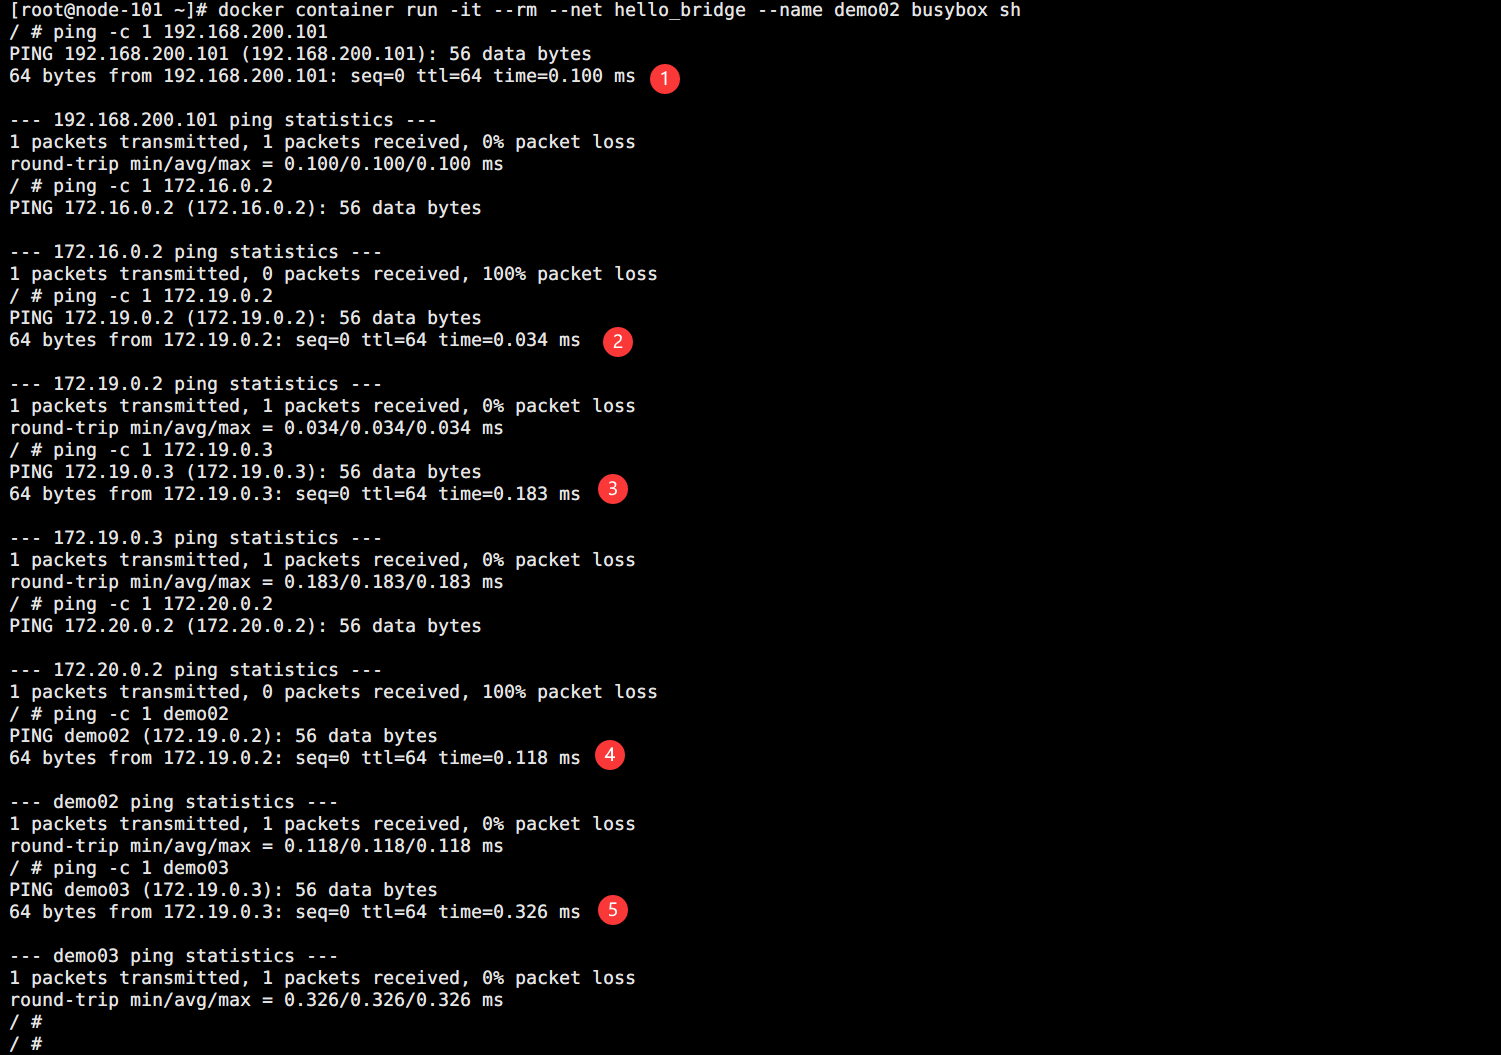 [root@node-101 ~]# docker container run -it --rm --net hello_bridge --name demo02 busybox sh
/ # ping -c 1 192.168.200.101
PING 192.168.200.101 (192.168.200.101): 56 data bytes
64 bytes from 192.168.200.101: seq=0 ttl=64 time=0.100 ms 1
--- 192.168.200.101 ping statistics ---
1 packets transmitted, 1 packets received, 0% packet loss
round-trip min/avg/max = 0.100/0.100/0.100 ms
/ # ping -c 1 172.16.0.2
PING 172.16.0.2 (172.16.0.2): 56 data bytes
--- 172.16.0.2 ping statistics ---
1 packets transmitted, 0 packets received, 100% packet loss
/ # ping -c 1 172.19.0.2
PING 172.19.0.2 (172.19.0.2): 56 data bytes
64 bytes from 172.19.0.2: seq=0 ttl=64 time=0.034 ms 2
--- 172.19.0.2 ping statistics ---
1 packets transmitted, 1 packets received, 0% packet loss
round-trip min/avg/max = 0.034/0.034/0.034 ms
/ # ping -c 1 172.19.0.3
PING 172.19.0.3 (172.19.0.3): 56 data bytes
64 bytes from 172.19.0.3: seq=0 ttl=64 time=0.183 ms 3
--- 172.19.0.3 ping statistics ---
1 packets transmitted, 1 packets received, 0% packet loss
round-trip min/avg/max = 0.183/0.183/0.183 ms
/ # ping -c 1 172.20.0.2
PING 172.20.0.2 (172.20.0.2): 56 data bytes
--- 172.20.0.2 ping statistics ---
1 packets transmitted, 0 packets received, 100% packet loss
/ # ping -c 1 demo02
PING demo02 (172.19.0.2): 56 data bytes
64 bytes from 172.19.0.2: seq=0 ttl=64 time=0.118 ms 4
--- demo02 ping statistics ---
1 packets transmitted, 1 packets received, 0% packet loss
round-trip min/avg/max = 0.118/0.118/0.118 ms
/ # ping -c 1 demo03
PING demo03 (172.19.0.3): 56 data bytes
64 bytes from 172.19.0.3: seq=0 ttl=64 time=0.326 ms 5
--- demo03 ping statistics ---
1 packets transmitted, 1 packets received, 0% packet loss
round-trip min/avg/max = 0.326/0.326/0.326 ms
/ #
/ #